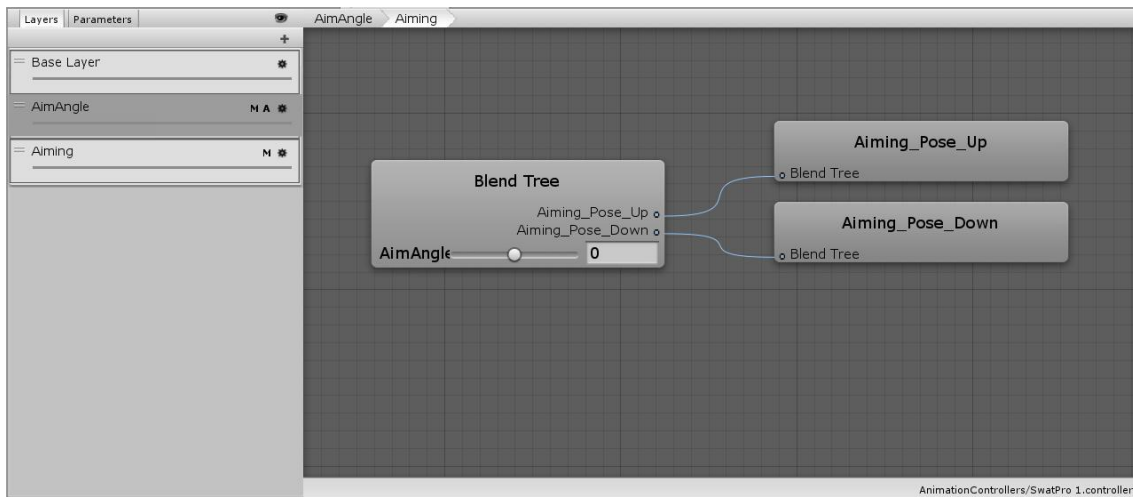 Layers Parameters AimAngle Aiming
+
Base Layer
AimAngle M A
Aiming M
Blend Tree
Aiming_Pose_Up
Aiming_Pose_Down
AimAngle 0
Aiming_Pose_Up
Blend Tree
Aiming_Pose_Down
Blend Tree
AnimationControllers/SwatPro 1.controller